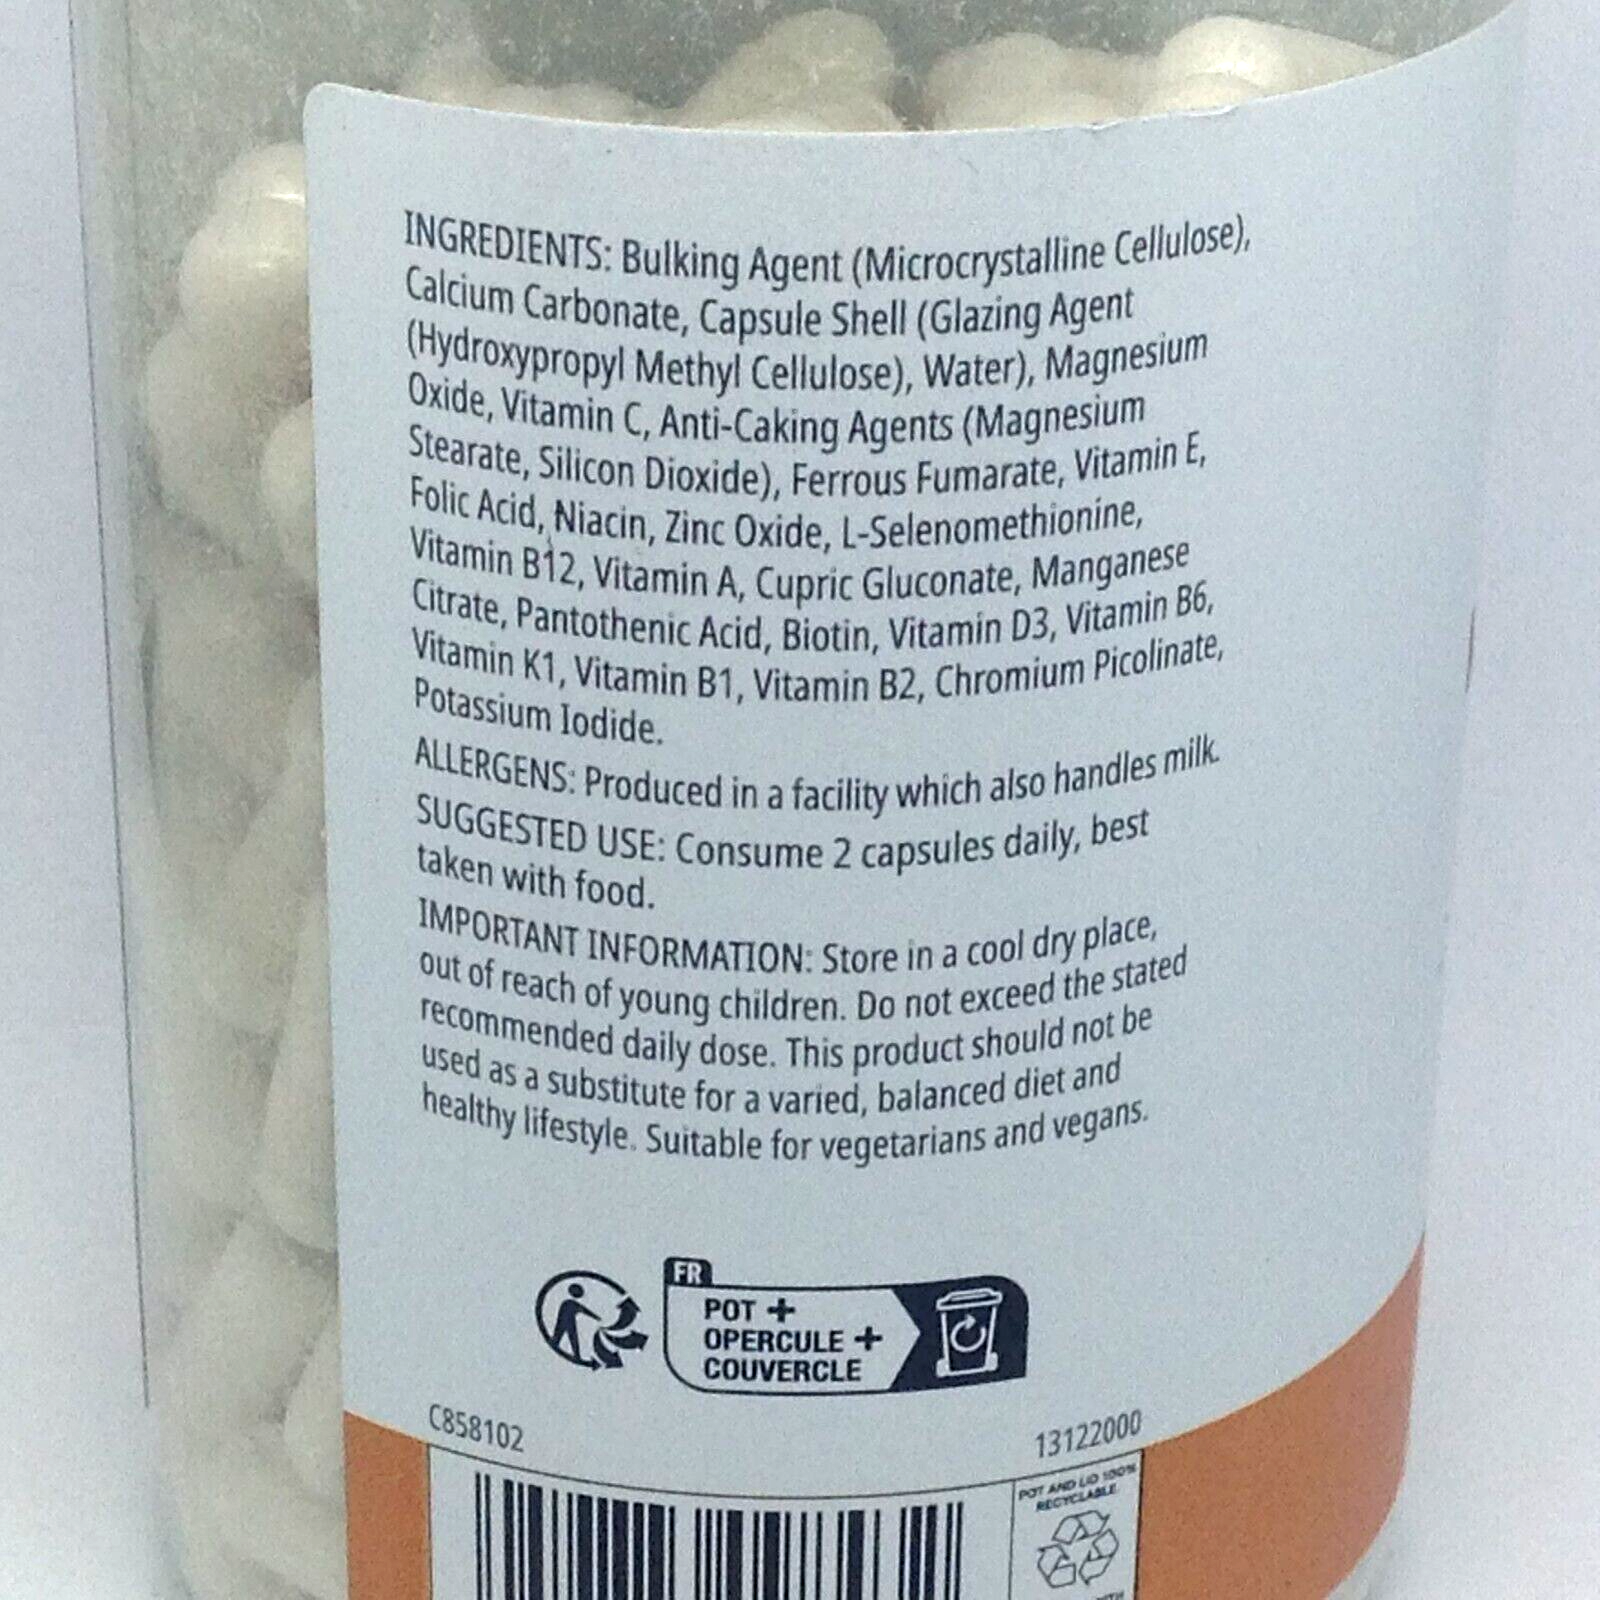 INGREDIENTS: Bulking Agent (Microcrystalline Cellulose),
Calcium Carbonate, Capsule Shell (Glazing Agent
(Hydroxypropyl Methyl Cellulose), Water), Magnesium
Oxide, Vitamin C, Anti-Caking Agents (Magnesium
Stearate, Silicon Dioxide), Ferrous Fumarate, Vitamin E,
Folic Acid, Niacin, Zinc Oxide, L-Selenomethionine,
Vitamin B12, Vitamin A, Cupric Gluconate, Manganese
Citrate, Pantothenic Acid, Biotin, Vitamin D3, Vitamin B6,
Vitamin K1, Vitamin B1, Vitamin B2, Chromium Picolinate,
Potassium Iodide.
ALLERGENS: Produced in a facility which also handles milk.
SUGGESTED USE: Consume 2 capsules daily, best
taken with food.
IMPORTANT INFORMATION: Store in a cool dry place,
out of reach of young children. Do not exceed the stated
recommended daily dose. This product should not be
used as a substitute for a varied, balanced diet and
healthy lifestyle. Suitable for vegetarians and vegans.
FR
POT +
OPERCULE +
COUVERCLE
C858102
13122000
POT AND LID 100%
RECYCLABLE